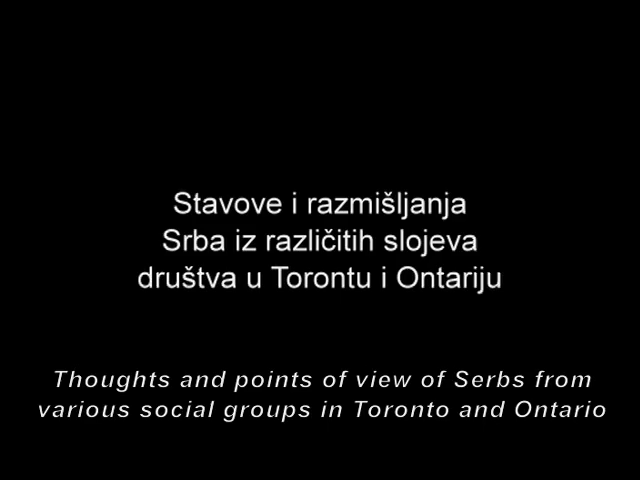 Stavove i razmišljanja
Srba iz različitih slojeva
društva u Torontu i Ontariju
Thoughts and points of view of Serbs from
various social groups in Toronto and Ontario